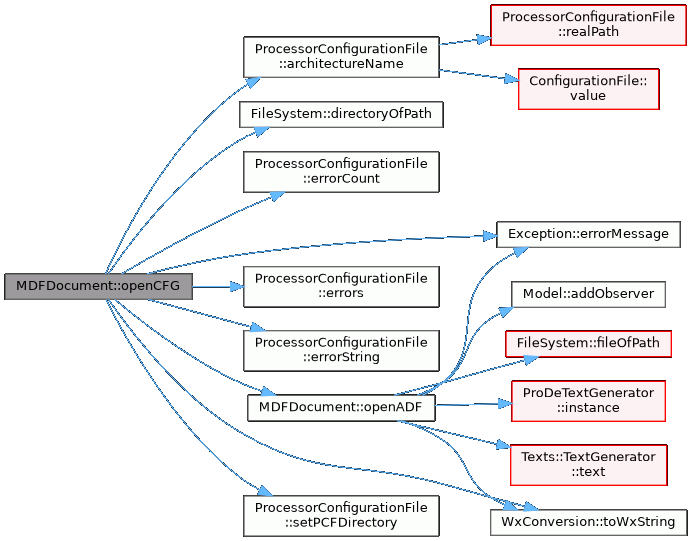 ProcessorConfigurationFile
::realPath
ProcessorConfigurationFile
::architectureName
ConfigurationFile::
value
FileSystem::directoryOfPath
ProcessorConfigurationFile
::errorCount
Exception::errorMessage
MDFDocument::openCFG
ProcessorConfigurationFile
::errors
Model::addObserver
ProcessorConfigurationFile
::errorString
FileSystem::fileOfPath
MDFDocument::openADF
ProDeTextGenerator
::instance
Texts::TextGenerator
::text
ProcessorConfigurationFile
::setPCFDirectory
WxConversion::toWxString